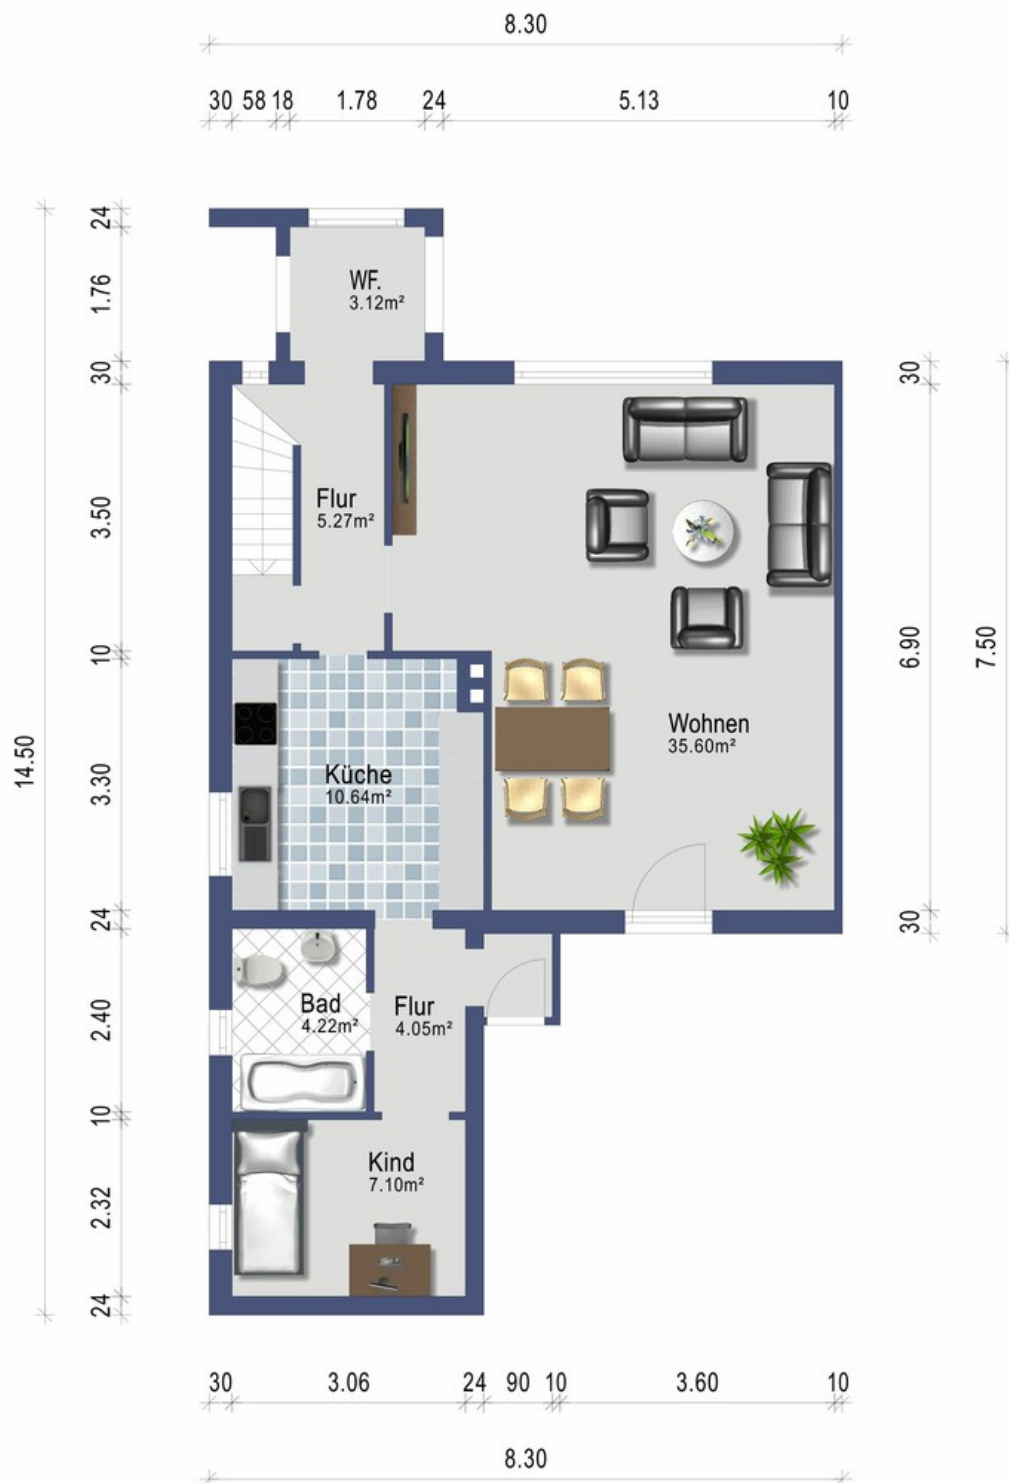 8.30
30 58 18 1.78 24 5.13 10
24
1.76
30
3.50
10
3.30
24
2.40
10
2.32
24
14.50
WF.
3.12m²
Flur
5.27m²
Wohnen
35.60m²
Küche
10.64m²
Bad
4.22m²
Flur
4.05m²
Kind
7.10m²
30
6.90
30
7.50
30 3.06 24 90 10 3.60 10
8.30